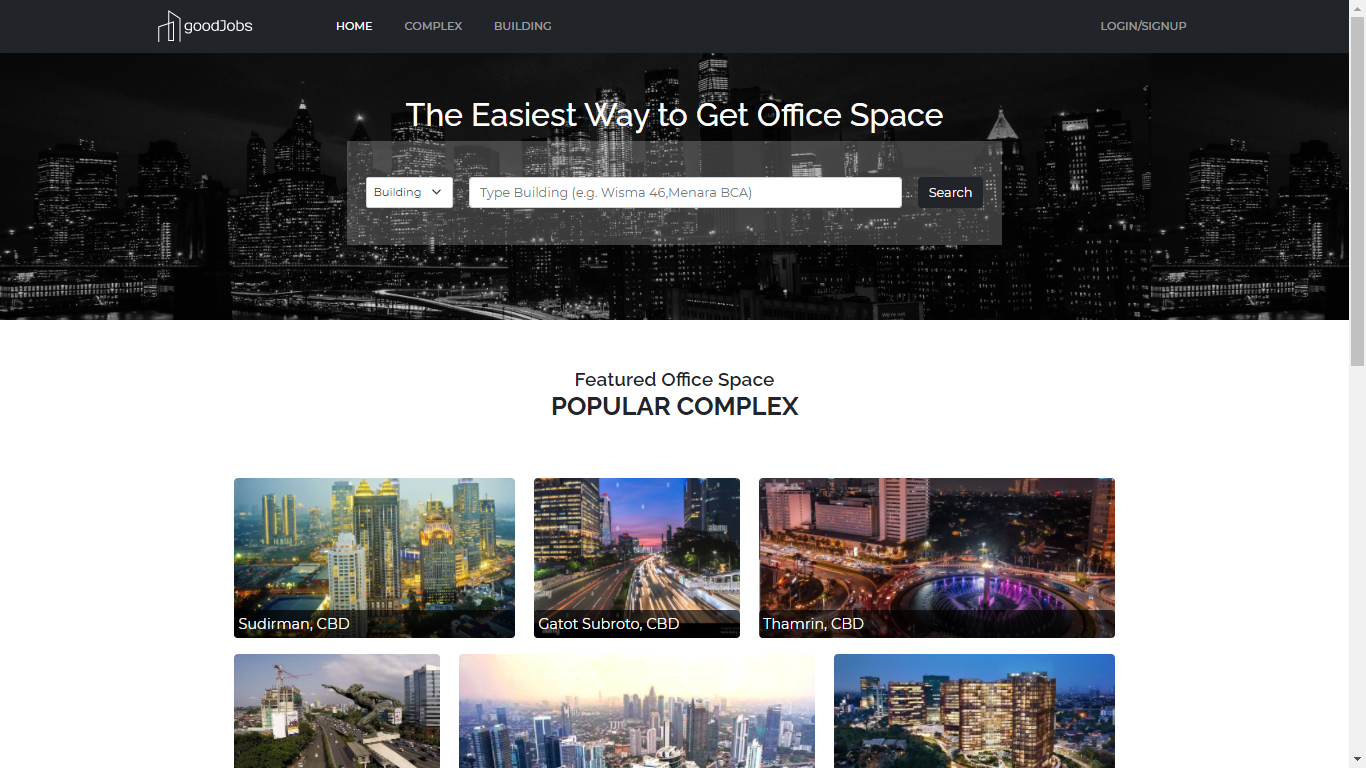 goodJobs
HOME
COMPLEX
BUILDING
LOGIN/SIGNUP
The Easiest Way to Get Office Space
Building
Type Building (e.g. Wisma 46,Menara BCA)
Search
Featured Office Space
POPULAR COMPLEX
alamy
Sudirman, CBD
Gatot Subroto, CBD
Thamrin, CBD